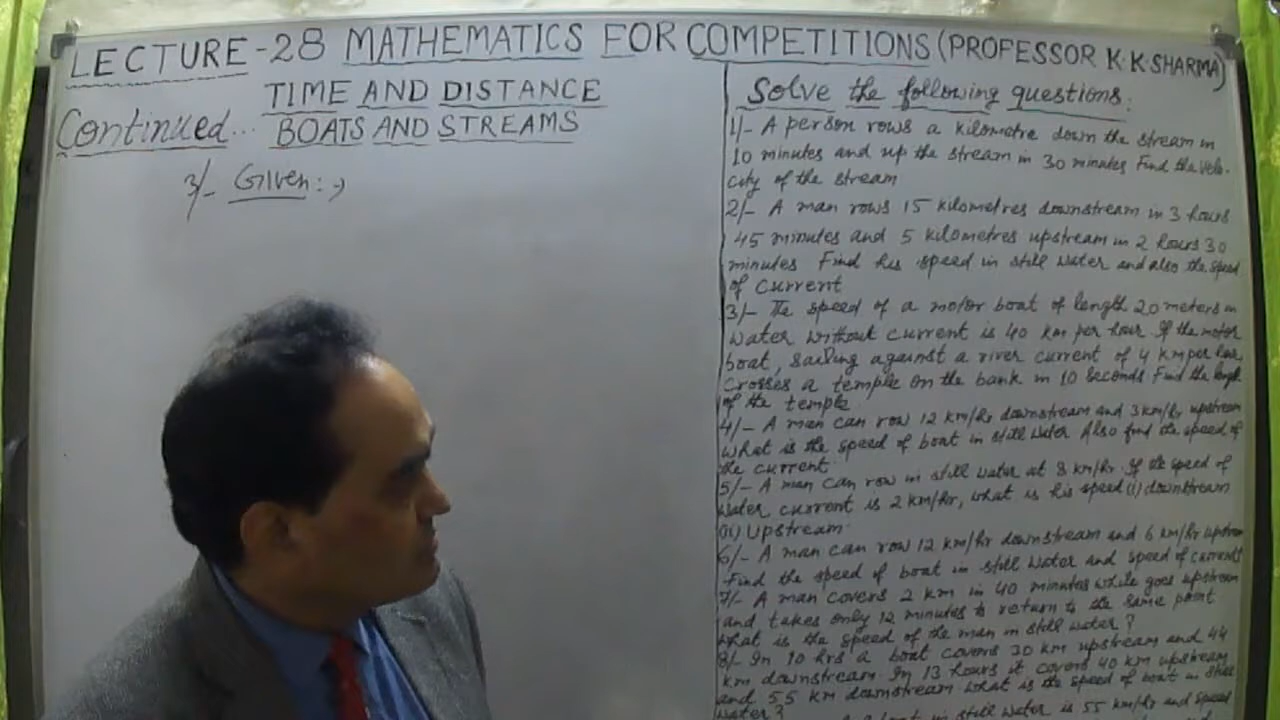 LECTURE-28 MATHEMATICS FOR COMPETITIONS (PROFESSOR K.K SHARMA)
TIME AND DISTANCE
Continued... BOATS AND STREAMS
3/- Given:→
Solve the following questions:
1/- A person rows a kilometre down the stream in
10 minutes and up the stream in 30 minutes Find the velo-
city of the stream
2/- A man rows 15 kilometres downstream in 3 hours
45 minutes and 5 kilometres upstream in 2 hours 30
minutes Find his speed in still water and also the speed
of current
3/- The speed of a motor boat of length 20 meters in
water without current is 40 km per hour If the motor
boat, sailing against a river current of 4 km per hour
crosses a temple on the bank in 10 seconds Find the length
of the temple
4/- A man can row 12 km/hr downstream and 3 km/hr upstream
what is the speed of boat in still water Also find the speed of
the current
5/- A man can row in still water at 8 km/hr. If the speed of
water current is 2 km/hr, what is his speed (i) downstream
(ii) Upstream
6/- A man can row 12 km/hr downstream and 6 km/hr upstream
Find the speed of boat in still water and speed of current
7/- A man covers 2 km in 40 minutes while goes upstream
and takes only 12 minutes to return to the same point
what is the speed of the man in still water?
8/- In 10 hrs a boat covers 30 km upstream and 44
km downstream In 13 hours it covers 40 km upstream
and 55 km downstream what is the speed of boat in still
water?
boat in still water is 55 km/hr and speed